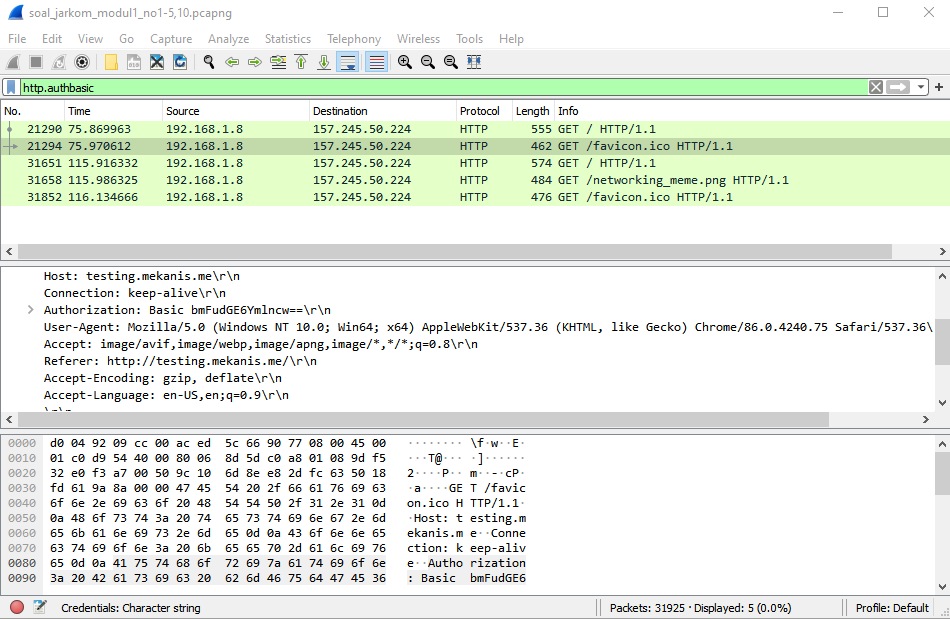 soal_jarkom_modul1_no1-5,10.pcapng
File Edit View Go Capture Analyze Statistics Telephony Wireless Tools Help
http.authbasic
No. Time Source Destination Protocol Length Info
21290 75.869963 192.168.1.8 157.245.50.224 HTTP 555 GET / HTTP/1.1
21294 75.970612 192.168.1.8 157.245.50.224 HTTP 462 GET /favicon.ico HTTP/1.1
31651 115.916332 192.168.1.8 157.245.50.224 HTTP 574 GET / HTTP/1.1
31658 115.986325 192.168.1.8 157.245.50.224 HTTP 484 GET /networking_meme.png HTTP/1.1
31852 116.134666 192.168.1.8 157.245.50.224 HTTP 476 GET /favicon.ico HTTP/1.1
Host: testing.mekanis.me\r\n
Connection: keep-alive\r\n
Authorization: Basic bmFudGE6Ymlncw==\r\n
User-Agent: Mozilla/5.0 (Windows NT 10.0; Win64; x64) AppleWebKit/537.36 (KHTML, like Gecko) Chrome/86.0.4240.75 Safari/537.36\
Accept: image/avif,image/webp,image/apng,image/*,*/*;q=0.8\r\n
Referer: http://testing.mekanis.me/\r\n
Accept-Encoding: gzip, deflate\r\n
Accept-Language: en-US,en;q=0.9\r\n
\r\n
0000 d0 04 92 09 cc 00 ac ed 5c 66 90 77 08 00 45 00 ········ \f·w··E·
0010 01 c0 d9 54 40 00 80 06 8d 5d c0 a8 01 08 9d f5 ···T@··· ·]······
0020 32 e0 f3 a7 00 50 9c 10 6d 8e e8 2d fc 63 50 18 2····P·· m··-·cP·
0030 fd 61 9a 8a 00 00 47 45 54 20 2f 66 61 76 69 63 ·a····GE T /favic
0040 6f 6e 2e 69 63 6f 20 48 54 54 50 2f 31 2e 31 0d on.ico H TTP/1.1·
0050 0a 48 6f 73 74 3a 20 74 65 73 74 69 6e 67 2e 6d ·Host: t esting.m
0060 65 6b 61 6e 69 73 2e 6d 65 0d 0a 43 6f 6e 6e 65 ekanis.m e··Conne
0070 63 74 69 6f 6e 3a 20 6b 65 65 70 2d 61 6c 69 76 ction: k eep-aliv
0080 65 0d 0a 41 75 74 68 6f 72 69 7a 61 74 69 6f 6e e··Autho rization
0090 3a 20 42 61 73 69 63 20 62 6d 46 75 64 47 45 36 : Basic bmFudGE6
Credentials: Character string Packets: 31925 · Displayed: 5 (0.0%) Profile: Default